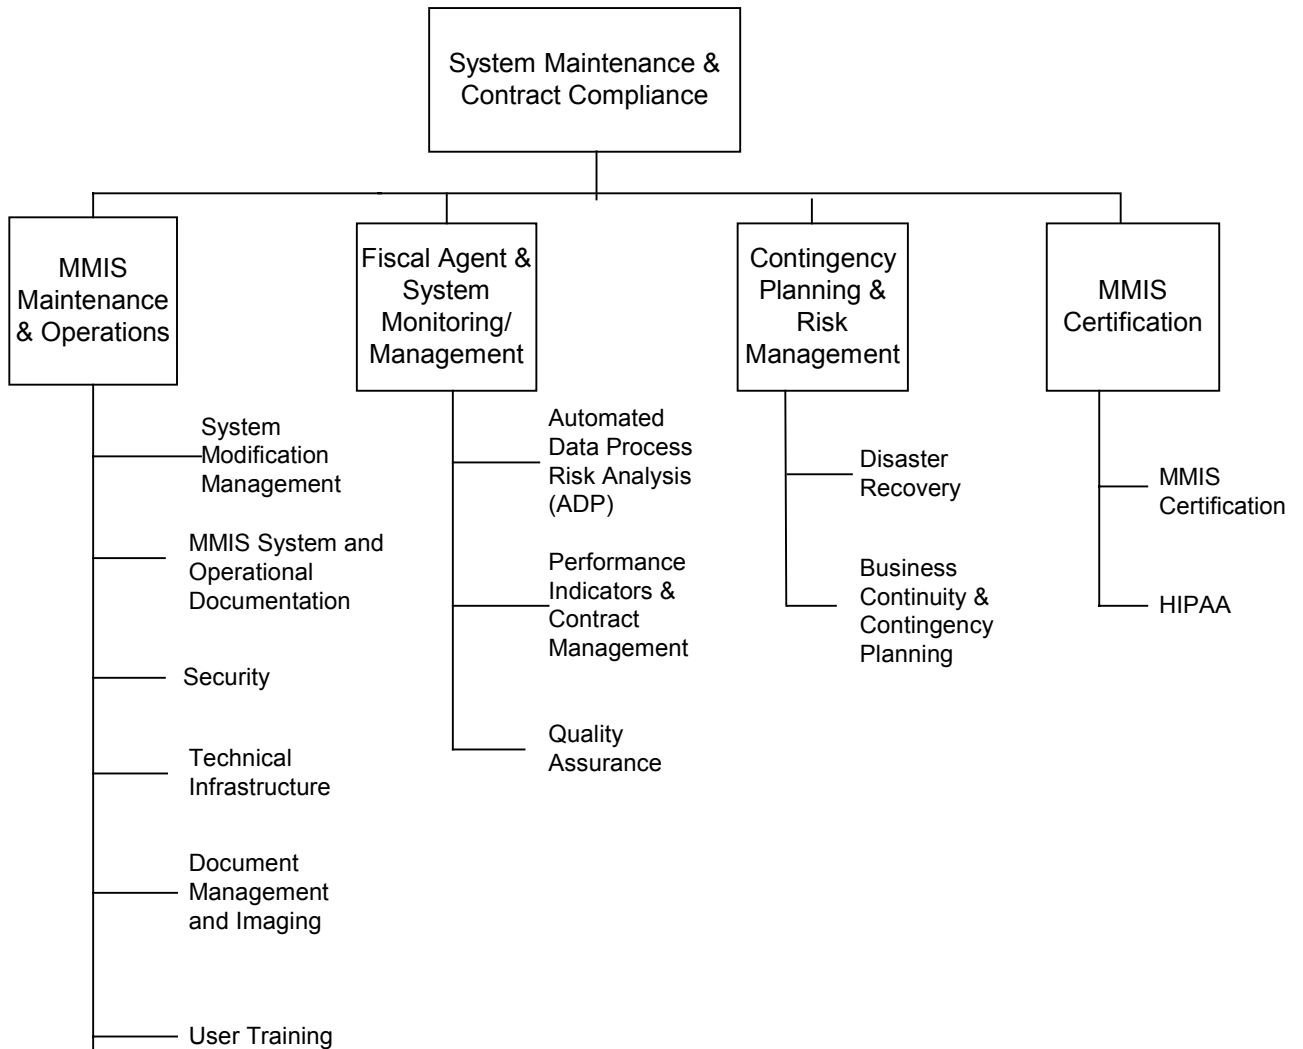 System Maintenance &
Contract Compliance
MMIS
Maintenance
& Operations
Fiscal Agent &
System
Monitoring/
Management
Contingency
Planning &
Risk
Management
MMIS
Certification
System
Modification
Management
MMIS System and
Operational
Documentation
Security
Technical
Infrastructure
Document
Management
and Imaging
User Training
Automated
Data Process
Risk Analysis
(ADP)
Performance
Indicators &
Contract
Management
Quality
Assurance
Disaster
Recovery
Business
Continuity &
Contingency
Planning
MMIS
Certification
HIPAA